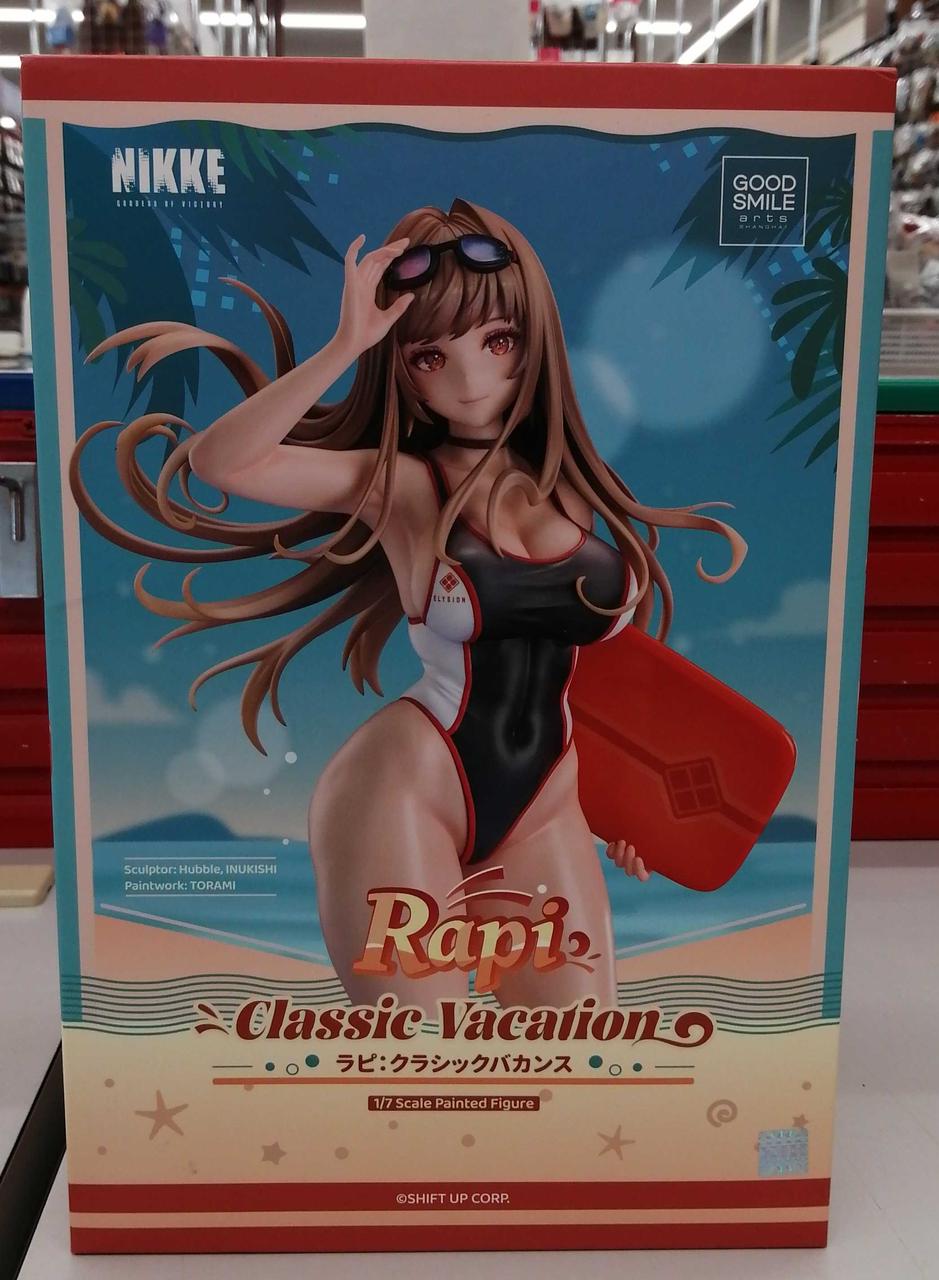 NIKKE
GODDESS OF VICTORY
GOOD
SMILE
arts
SHANGHAI
ELYSION
Sculptor: Hubble, INUKISHI
Paintwork: TORAMI
Rapi
Classic Vacation
ラピ：クラシックバカンス
1/7 Scale Painted Figure
©SHIFT UP CORP.